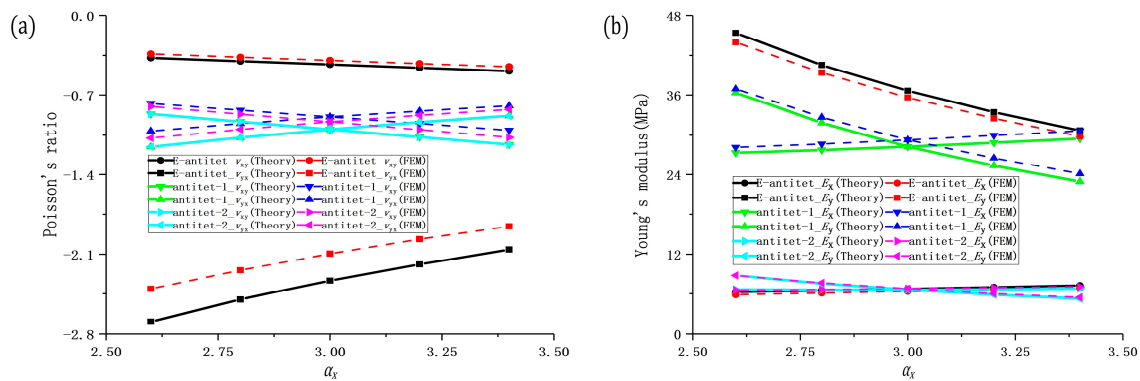 (a)
0.0
-0.7
-1.4
-2.1
-2.8
Poisson's ratio
E-antitet_νxy(Theory) E-antitet_νxy(FEM)
E-antitet_νyx(Theory) E-antitet_νyx(FEM)
antitet-1_νxy(Theory) antitet-1_νxy(FEM)
antitet-1_νyx(Theory) antitet-1_νyx(FEM)
antitet-2_νxy(Theory) antitet-2_νxy(FEM)
antitet-2_νyx(Theory) antitet-2_νyx(FEM)
2.50 2.75 3.00 3.25 3.50
αX
(b)
48
36
24
12
0
Young's modulus(MPa)
E-antitet_Ex(Theory) E-antitet_Ex(FEM)
E-antitet_Ey(Theory) E-antitet_Ey(FEM)
antitet-1_Ex(Theory) antitet-1_Ex(FEM)
antitet-1_Ey(Theory) antitet-1_Ey(FEM)
antitet-2_Ex(Theory) antitet-2_Ex(FEM)
antitet-2_Ey(Theory) antitet-2_Ey(FEM)
2.50 2.75 3.00 3.25 3.50
αX